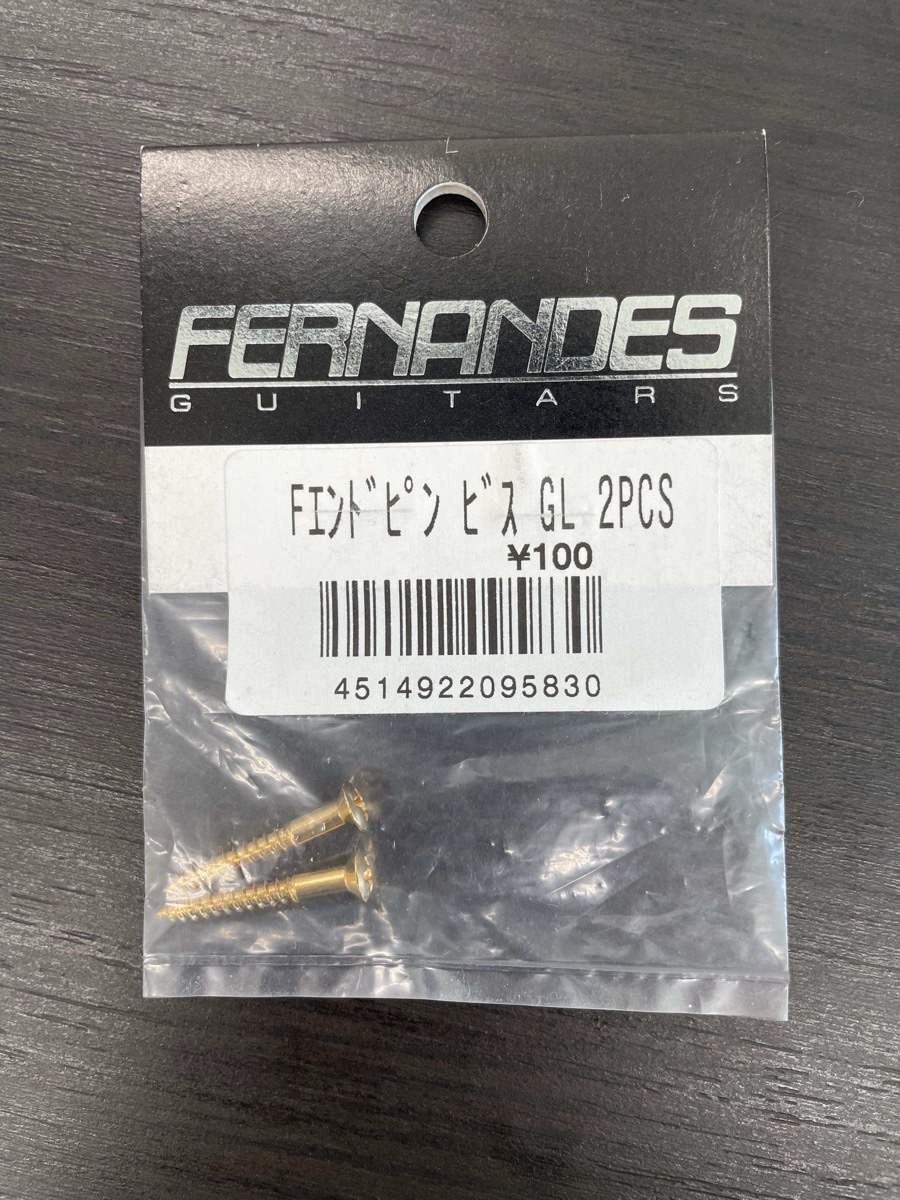 FERNANDES
GUITARS
Fｴﾝﾄﾞﾋﾟﾝ ﾋﾞｽ GL 2PCS
¥100
4514922095830